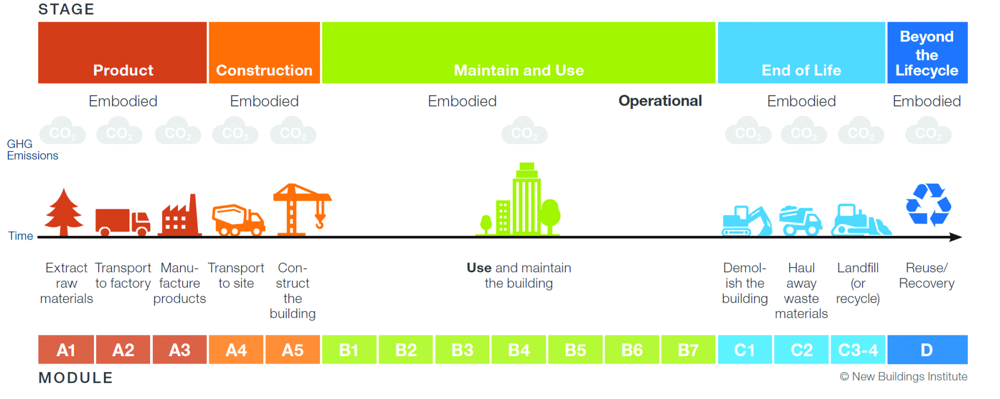 STAGE
Product
Construction
Maintain and Use
End of Life
Beyond
the
Lifecycle
Embodied
Embodied
Embodied
Operational
Embodied
Embodied
CO2
CO2
CO2
CO2
CO2
CO2
CO2
CO2
CO2
CO2
GHG
Emissions
Time
Extract
raw
materials
Transport
to factory
Manu-
facture
products
Transport
to site
Con-
struct
the
building
Use and maintain
the building
Demol-
ish the
building
Haul
away
waste
materials
Landfill
(or
recycle)
Reuse/
Recovery
A1
A2
A3
A4
A5
B1
B2
B3
B4
B5
B6
B7
C1
C2
C3-4
D
MODULE
© New Buildings Institute